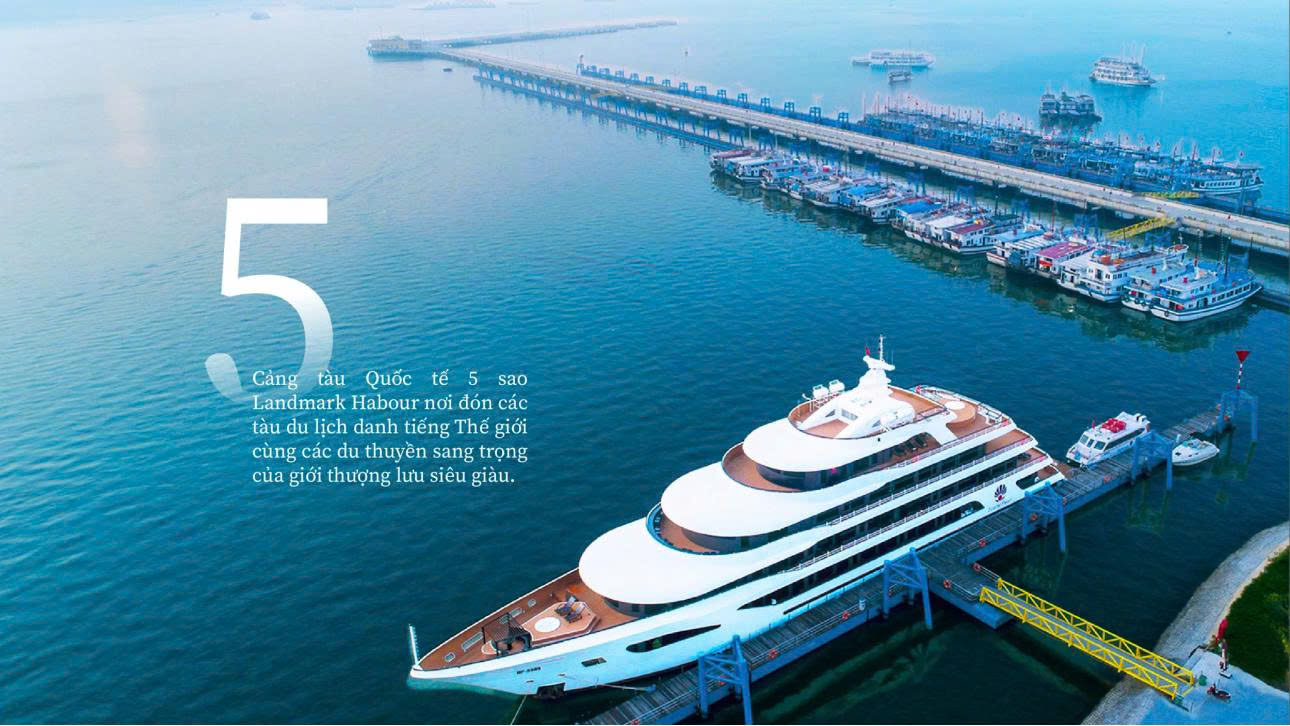 5
Cảng tàu Quốc tế 5 sao
Landmark Habour nơi đón các
tàu du lịch danh tiếng Thế giới
cùng các du thuyền sang trọng
của giới thượng lưu siêu giàu.